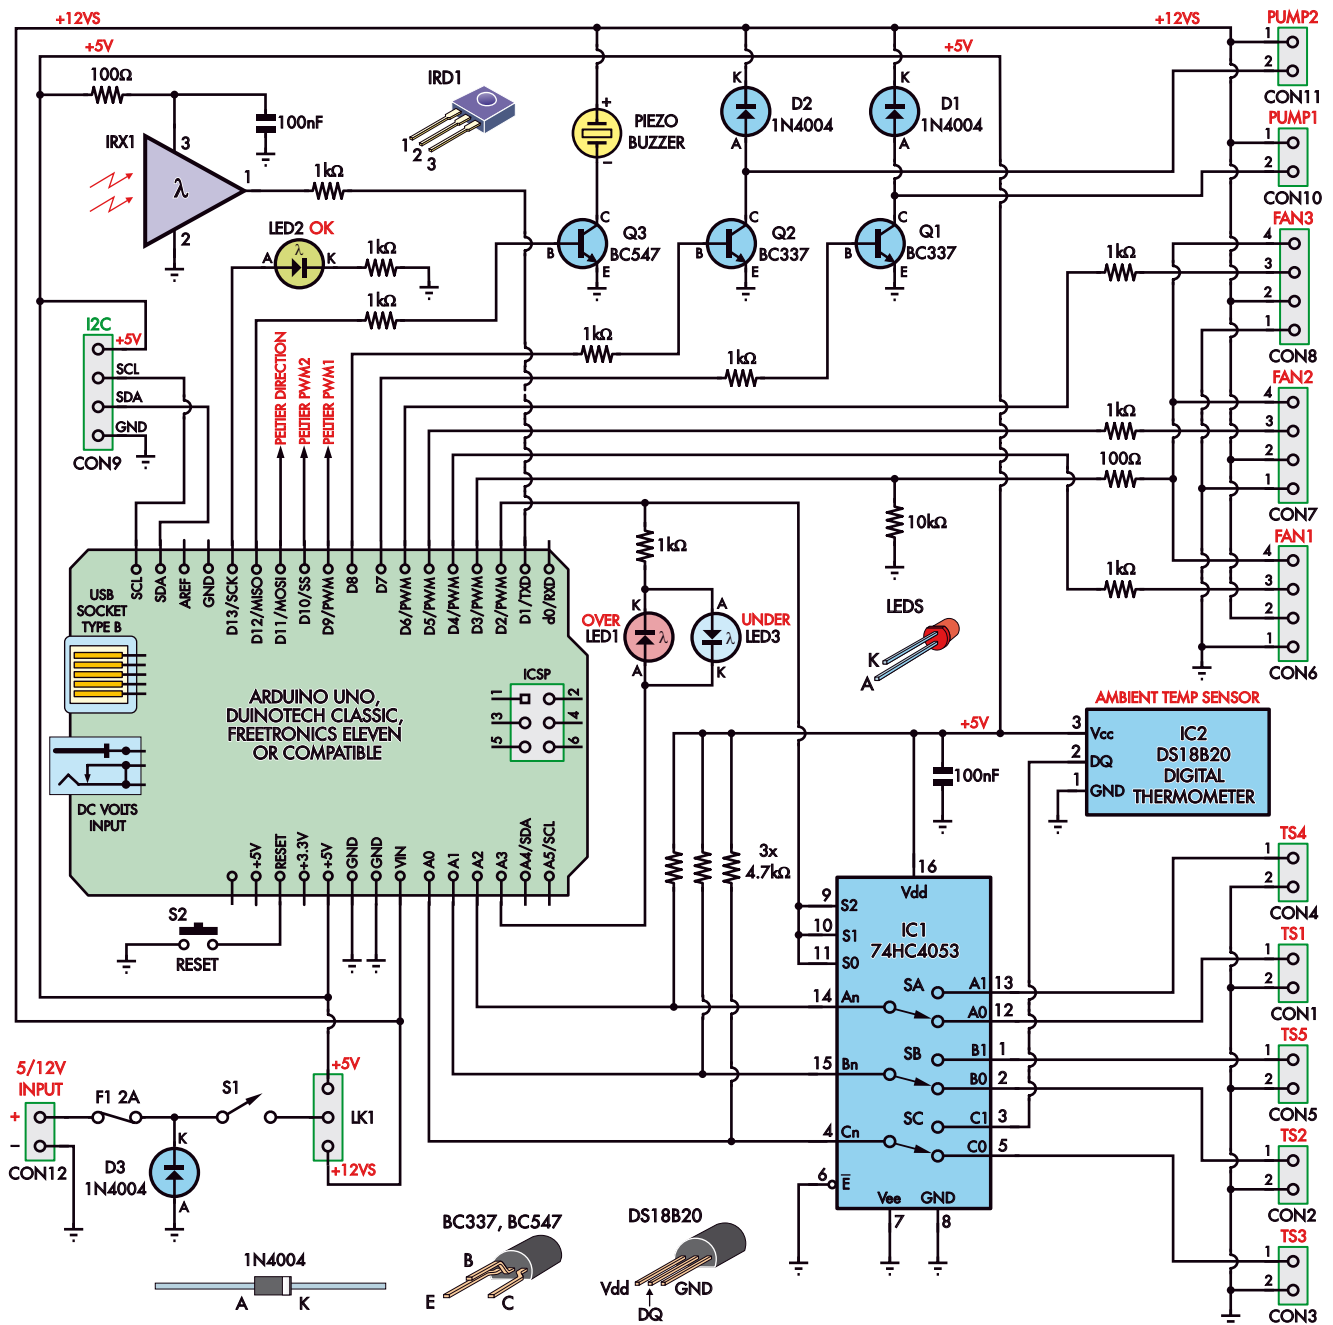 +12VS
+12VS
PUMP2
+5V
+5V
1
2
CON11
100Ω
IRD1
K
D2
1N4004
A
K
D1
1N4004
A
PUMP1
1
2
CON10
100nF
IRX1
3
λ
1
2
1 2 3
+
PIEZO
BUZZER
–
1kΩ
LED2 OK
A
λ
K
1kΩ
1kΩ
C
Q3
BC547
B
E
C
Q2
BC337
B
E
C
Q1
BC337
B
E
FAN3
4
3
2
1
CON8
1kΩ
I2C
+5V
SCL
SDA
GND
CON9
PELTIER DIRECTION
PELTIER PWM2
PELTIER PWM1
1kΩ
1kΩ
FAN2
4
3
2
1
CON7
1kΩ
100Ω
10kΩ
1kΩ
FAN1
4
3
2
1
CON6
1kΩ
SCL
SDA
AREF
GND
D13/SCK
D12/MISO
D11/MOSI
D10/SS
D9/PWM
D8
D7
D6/PWM
D5/PWM
D4/PWM
D3/PWM
D2/PWM
D1/TXD
D0/RXD
USB
SOCKET
TYPE B
K
OVER
LED1
λ
A
A
UNDER
LED3
λ
K
LEDS
K
A
ICSP
1
2
3
4
5
6
ARDUINO UNO,
DUINOTECH CLASSIC,
FREETRONICS ELEVEN
OR COMPATIBLE
DC VOLTS
INPUT
+5V
RESET
+3.3V
+5V
GND
GND
VIN
A0
A1
A2
A3
A4/SDA
A5/SCL
AMBIENT TEMP SENSOR
+5V
3
Vcc
2
DQ
1
GND
IC2
DS18B20
DIGITAL
THERMOMETER
100nF
3x
4.7kΩ
S2
RESET
16
Vdd
9
S2
10
S1
11
S0
IC1
74HC4053
14
An
SA
A1
13
A0
12
15
Bn
SB
B1
1
B0
2
4
Cn
SC
C1
3
C0
5
6
E
Vee
GND
7
8
TS4
1
2
CON4
TS1
1
2
CON1
TS5
1
2
CON5
TS2
1
2
CON2
TS3
1
2
CON3
5/12V
INPUT
+
–
CON12
F1 2A
S1
+5V
LK1
+12VS
K
D3
1N4004
A
1N4004
A
K
BC337, BC547
B
E
C
DS18B20
Vdd
GND
DQ